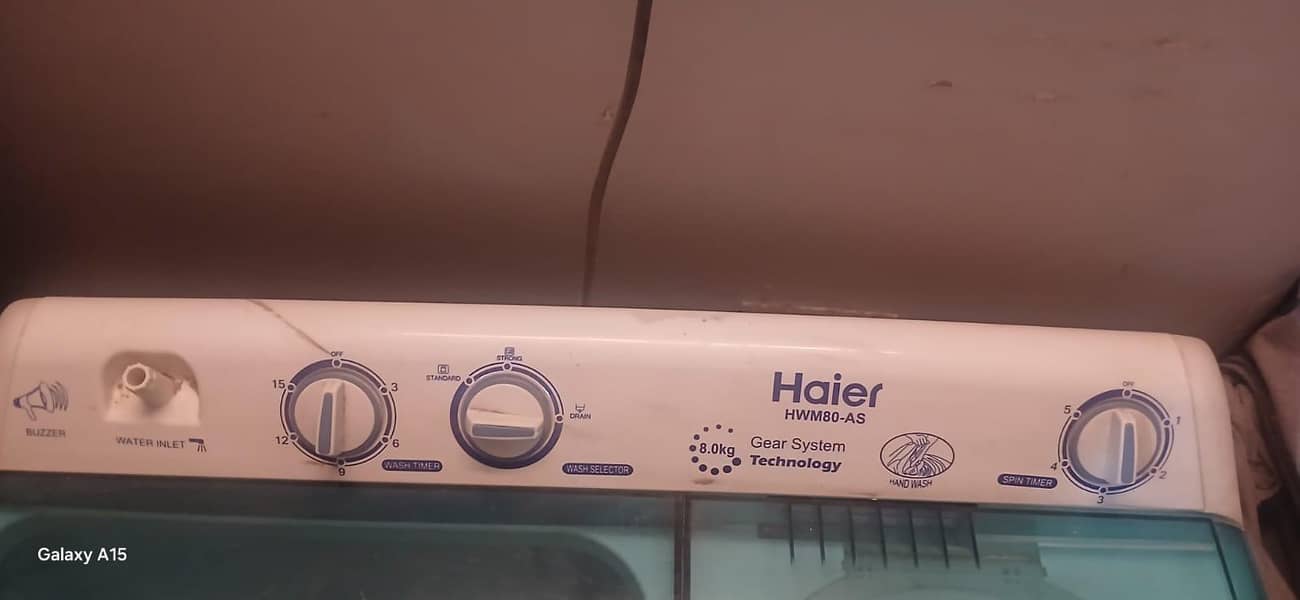 BUZZER
WATER INLET
OFF
3
6
9
12
15
WASH TIMER
STANDARD
STRONG
DRAIN
WASH SELECTOR
Haier
HWM80-AS
8.0kg
Gear System
Technology
HAND WASH
SPIN TIMER
OFF
1
2
3
4
5
Galaxy A15